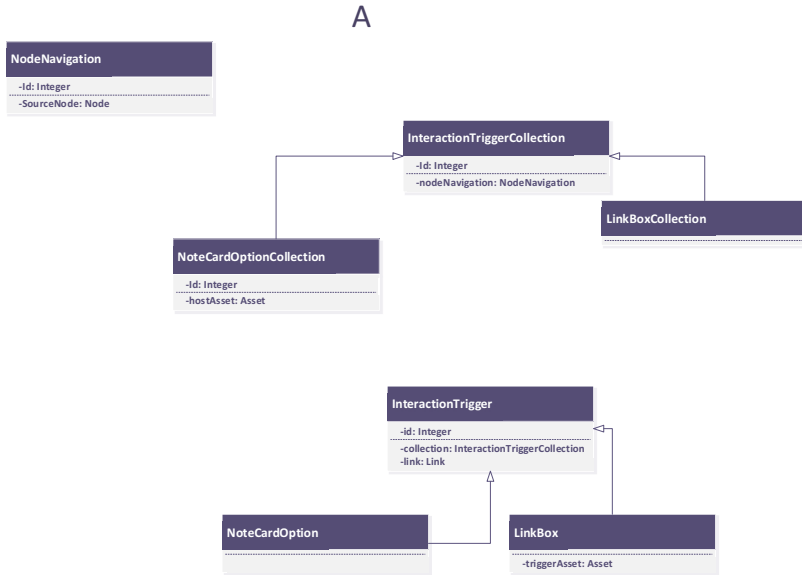 A
NodeNavigation
-Id: Integer
-SourceNode: Node
InteractionTriggerCollection
-Id: Integer
-nodeNavigation: NodeNavigation
LinkBoxCollection
NoteCardOptionCollection
-Id: Integer
-hostAsset: Asset
InteractionTrigger
-id: Integer
-collection: InteractionTriggerCollection
-link: Link
NoteCardOption
LinkBox
-triggerAsset: Asset